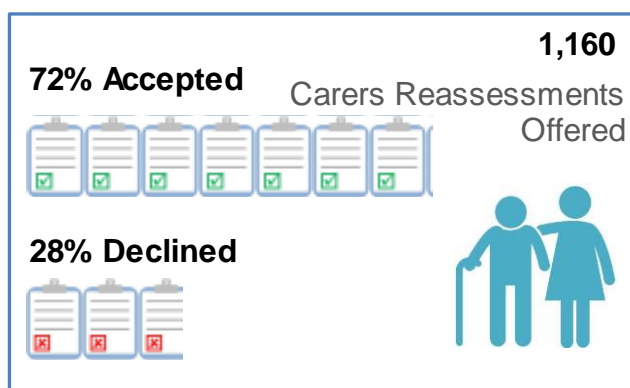 1,160
72% Accepted
Carers Reassessments
Offered
28% Declined